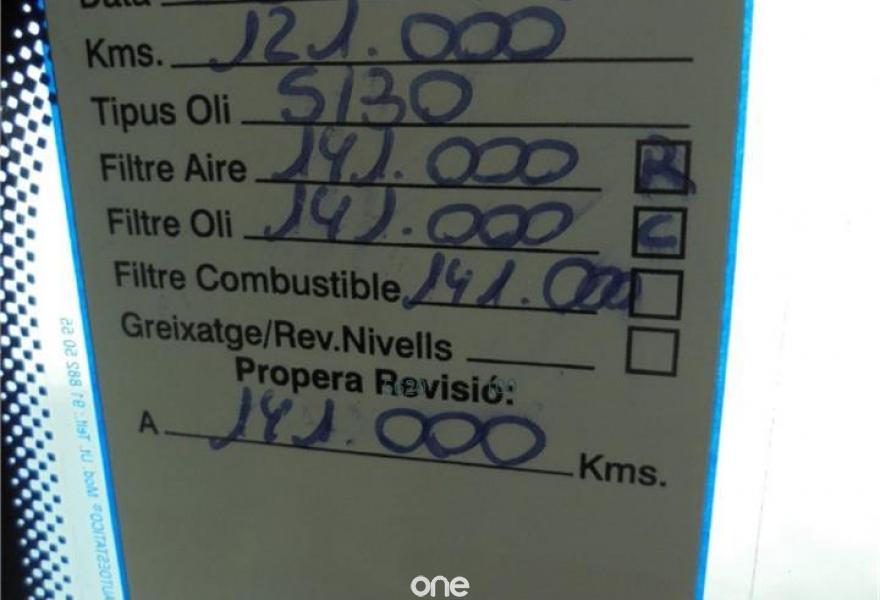 Data
Kms. 121.000
Tipus Oli 5/30
Filtre Aire 141.000 R
Filtre Oli 141.000 C
Filtre Combustible 141.000
Greixatge/Rev.Nivells
Propera Revisió:
A 141.000 Kms.
one